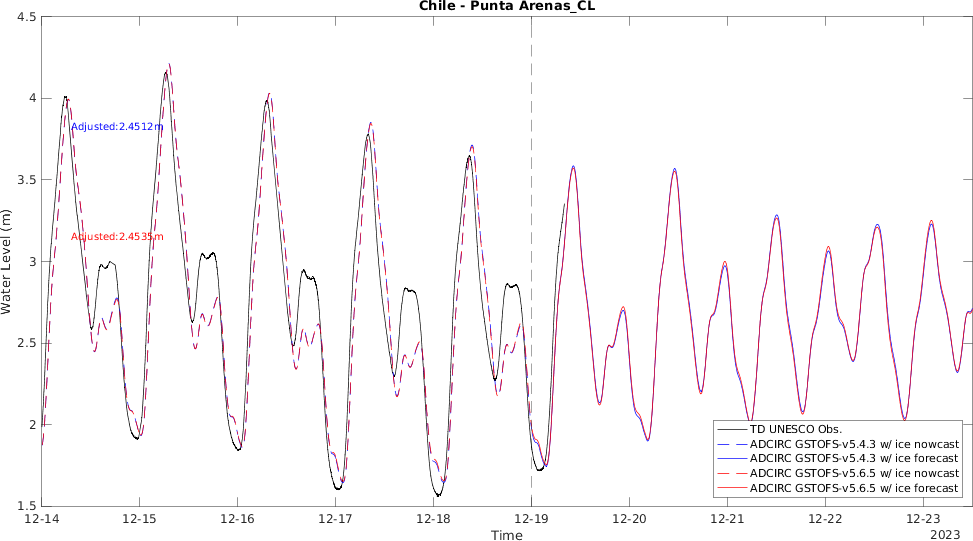 Chile - Punta Arenas_CL
Water Level (m)
4.5
4
3.5
3
2.5
2
1.5
Adjusted:2.4512m
Adjusted:2.4535m
TD UNESCO Obs.
ADCIRC GSTOFS-v5.4.3 w/ ice nowcast
ADCIRC GSTOFS-v5.4.3 w/ ice forecast
ADCIRC GSTOFS-v5.6.5 w/ ice nowcast
ADCIRC GSTOFS-v5.6.5 w/ ice forecast
12-14 12-15 12-16 12-17 12-18 12-19 12-20 12-21 12-22 12-23
Time
2023